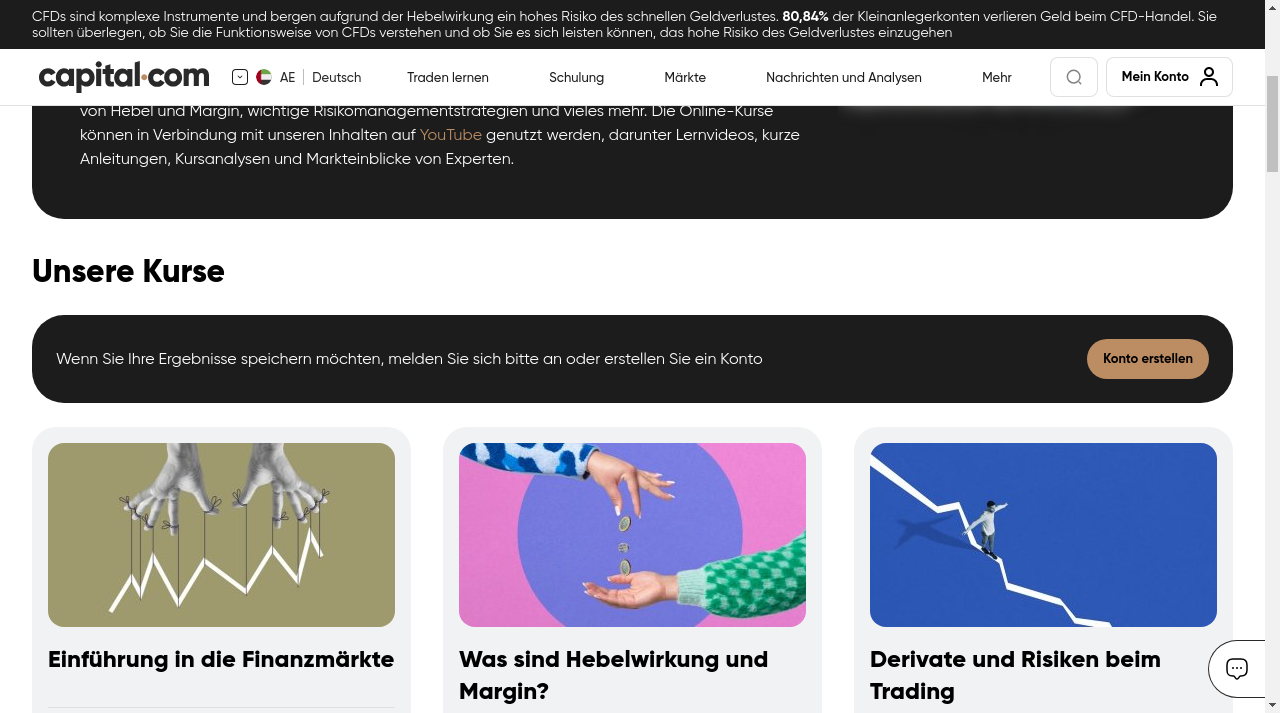 CFDs sind komplexe Instrumente und bergen aufgrund der Hebelwirkung ein hohes Risiko des schnellen Geldverlustes. 80,84% der Kleinanlegerkonten verlieren Geld beim CFD-Handel. Sie
sollten überlegen, ob Sie die Funktionsweise von CFDs verstehen und ob Sie es sich leisten können, das hohe Risiko des Geldverlustes einzugehen
capital.com
AE
Deutsch
Traden lernen
Schulung
Märkte
Nachrichten und Analysen
Mehr
Mein Konto
von Hebel und Margin, wichtige Risikomanagementstrategien und vieles mehr. Die Online-Kurse
können in Verbindung mit unseren Inhalten auf YouTube genutzt werden, darunter Lernvideos, kurze
Anleitungen, Kursanalysen und Markteinblicke von Experten.
Unsere Kurse
Wenn Sie Ihre Ergebnisse speichern möchten, melden Sie sich bitte an oder erstellen Sie ein Konto
Konto erstellen
Einführung in die Finanzmärkte
Was sind Hebelwirkung und
Margin?
Derivate und Risiken beim
Trading